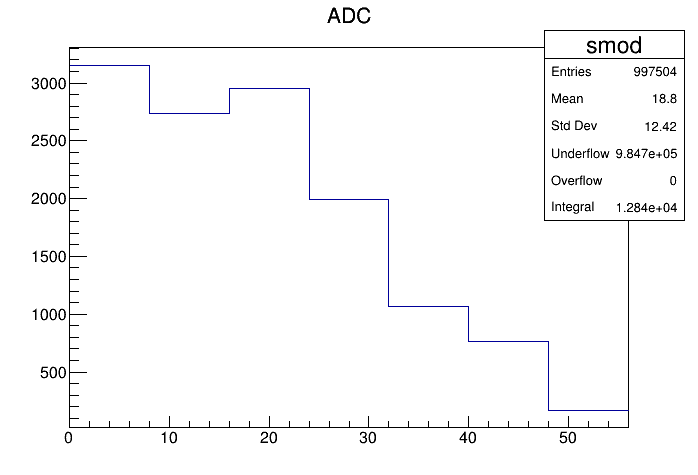 ADC
smod
Entries 997504
Mean 18.8
Std Dev 12.42
Underflow 9.847e+05
Overflow 0
Integral 1.284e+04
3000
2500
2000
1500
1000
500
0 10 20 30 40 50